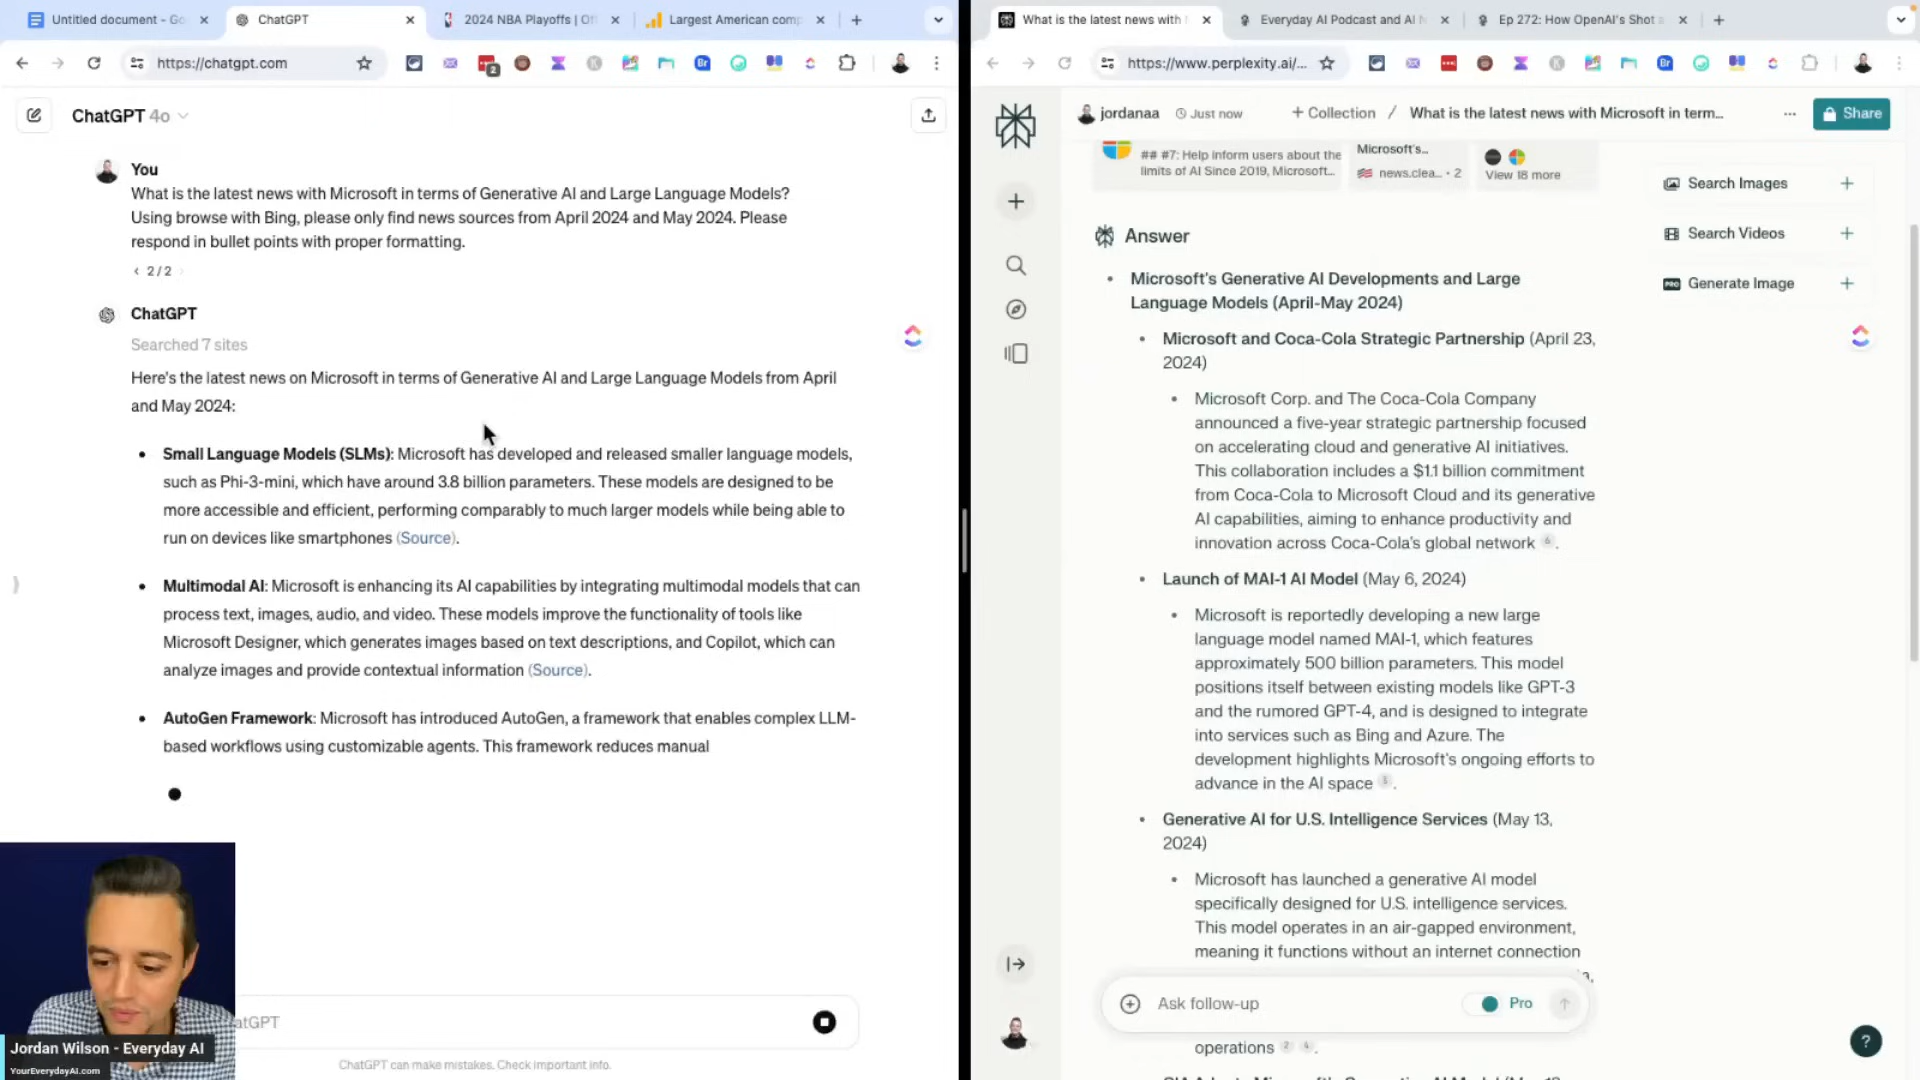 Untitled document - Go
ChatGPT
2024 NBA Playoffs | Of
Largest American comp
https://chatgpt.com
2
ChatGPT 4o
You
What is the latest news with Microsoft in terms of Generative AI and Large Language Models?
Using browse with Bing, please only find news sources from April 2024 and May 2024. Please
respond in bullet points with proper formatting.
2/2
ChatGPT
Searched 7 sites
Here's the latest news on Microsoft in terms of Generative AI and Large Language Models from April
and May 2024:
Small Language Models (SLMs): Microsoft has developed and released smaller language models,
such as Phi-3-mini, which have around 3.8 billion parameters. These models are designed to be
more accessible and efficient, performing comparably to much larger models while being able to
run on devices like smartphones (Source).
Multimodal AI: Microsoft is enhancing its AI capabilities by integrating multimodal models that can
process text, images, audio, and video. These models improve the functionality of tools like
Microsoft Designer, which generates images based on text descriptions, and Copilot, which can
analyze images and provide contextual information (Source).
AutoGen Framework: Microsoft has introduced AutoGen, a framework that enables complex LLM-
based workflows using customizable agents. This framework reduces manual
atGPT
ChatGPT can make mistakes. Check important info.
Jordan Wilson - Everyday AI
YourEverydayAI.com
What is the latest news with
Everyday AI Podcast and AI N
Ep 272: How OpenAI's Shot a
https://www.perplexity.ai/...
Br
jordanaa
Just now
+ Collection / What is the latest news with Microsoft in term...
Share
## #7: Help inform users about the
limits of AI Since 2019, Microsoft...
Microsoft's...
news.clea... • 2
View 18 more
Search Images
Search Videos
PRO Generate Image
Answer
Microsoft's Generative AI Developments and Large
Language Models (April-May 2024)
Microsoft and Coca-Cola Strategic Partnership (April 23,
2024)
Microsoft Corp. and The Coca-Cola Company
announced a five-year strategic partnership focused
on accelerating cloud and generative AI initiatives.
This collaboration includes a $1.1 billion commitment
from Coca-Cola to Microsoft Cloud and its generative
AI capabilities, aiming to enhance productivity and
innovation across Coca-Cola's global network 6.
Launch of MAI-1 AI Model (May 6, 2024)
Microsoft is reportedly developing a new large
language model named MAI-1, which features
approximately 500 billion parameters. This model
positions itself between existing models like GPT-3
and the rumored GPT-4, and is designed to integrate
into services such as Bing and Azure. The
development highlights Microsoft's ongoing efforts to
advance in the AI space.
Generative AI for U.S. Intelligence Services (May 13,
2024)
Microsoft has launched a generative AI model
specifically designed for U.S. intelligence services.
This model operates in an air-gapped environment,
meaning it functions without an internet connection
Ask follow-up
Pro
operations 2 4.